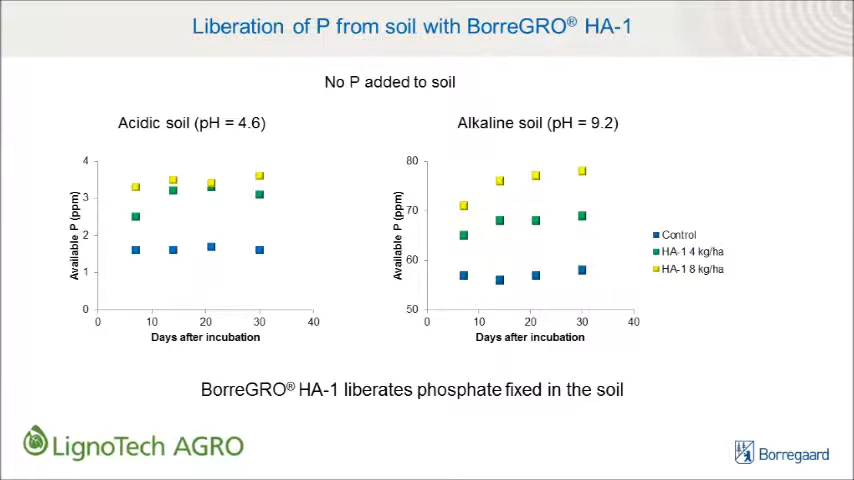 Liberation of P from soil with BorreGRO® HA-1
No P added to soil
Acidic soil (pH = 4.6)
Alkaline soil (pH = 9.2)
Available P (ppm)
4
3
2
1
0
0 10 20 30 40
Days after incubation
Available P (ppm)
80
70
60
50
0 10 20 30 40
Days after incubation
Control
HA-1 4 kg/ha
HA-1 8 kg/ha
BorreGRO® HA-1 liberates phosphate fixed in the soil
LignoTech AGRO
Borregaard